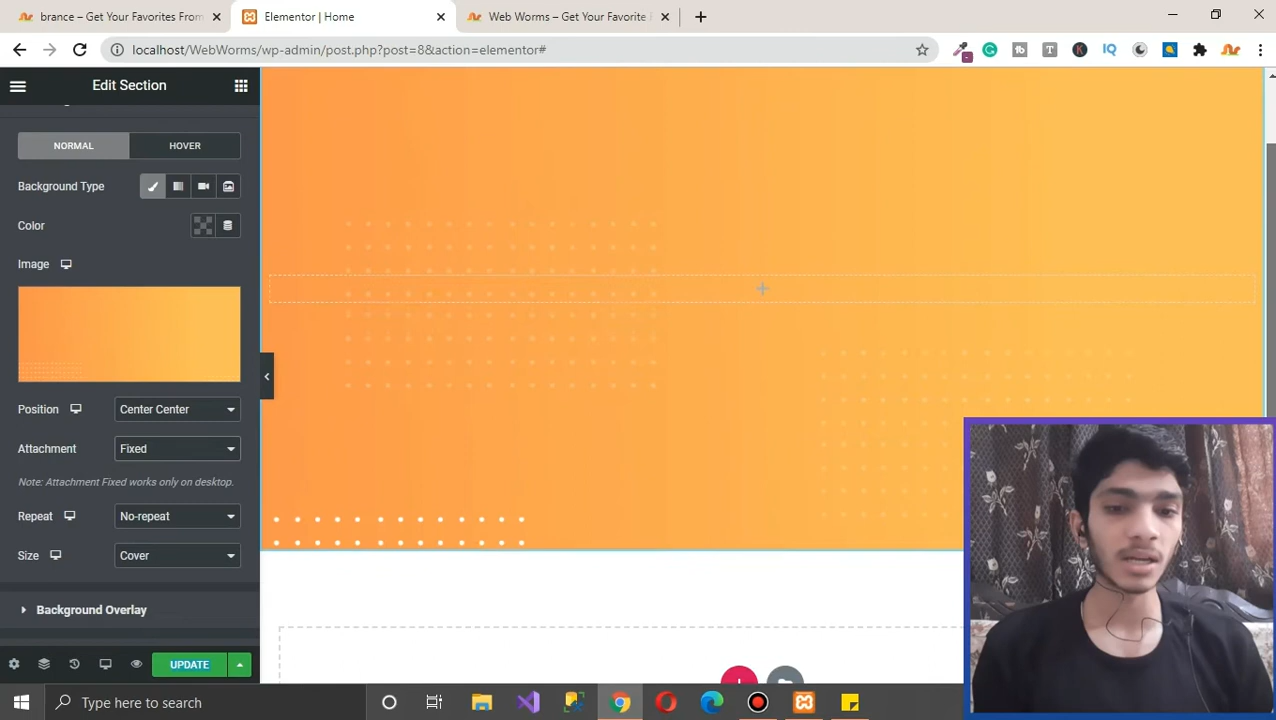 brance – Get Your Favorites From
Elementor | Home
Web Worms – Get Your Favorite
localhost/WebWorms/wp-admin/post.php?post=8&action=elementor#
Edit Section
NORMAL
HOVER
Background Type
Color
Image
Position
Center Center
Attachment
Fixed
Note: Attachment Fixed works only on desktop.
Repeat
No-repeat
Size
Cover
Background Overlay
UPDATE
Type here to search